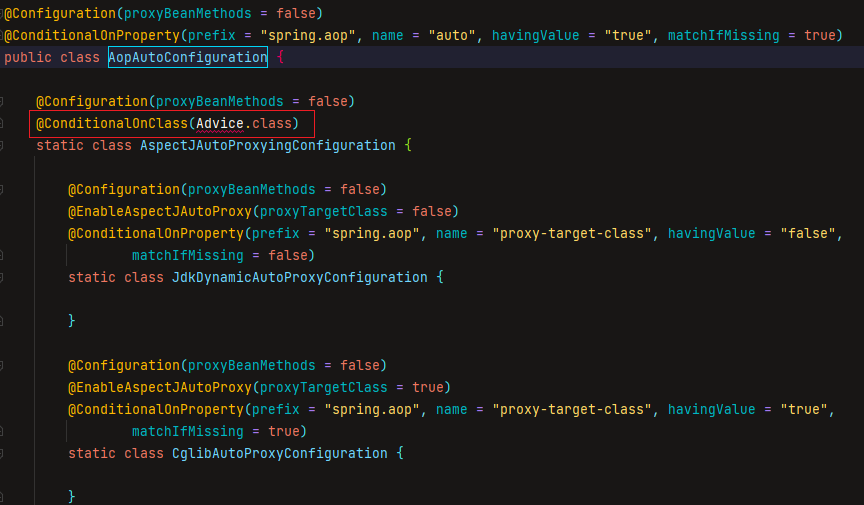 @Configuration(proxyBeanMethods = false)
@ConditionalOnProperty(prefix = "spring.aop", name = "auto", havingValue = "true", matchIfMissing = true)
public class AopAutoConfiguration {
@Configuration(proxyBeanMethods = false)
@ConditionalOnClass(Advice.class)
static class AspectJAutoProxyingConfiguration {
@Configuration(proxyBeanMethods = false)
@EnableAspectJAutoProxy(proxyTargetClass = false)
@ConditionalOnProperty(prefix = "spring.aop", name = "proxy-target-class", havingValue = "false",
matchIfMissing = false)
static class JdkDynamicAutoProxyConfiguration {
}
@Configuration(proxyBeanMethods = false)
@EnableAspectJAutoProxy(proxyTargetClass = true)
@ConditionalOnProperty(prefix = "spring.aop", name = "proxy-target-class", havingValue = "true",
matchIfMissing = true)
static class CglibAutoProxyConfiguration {
}